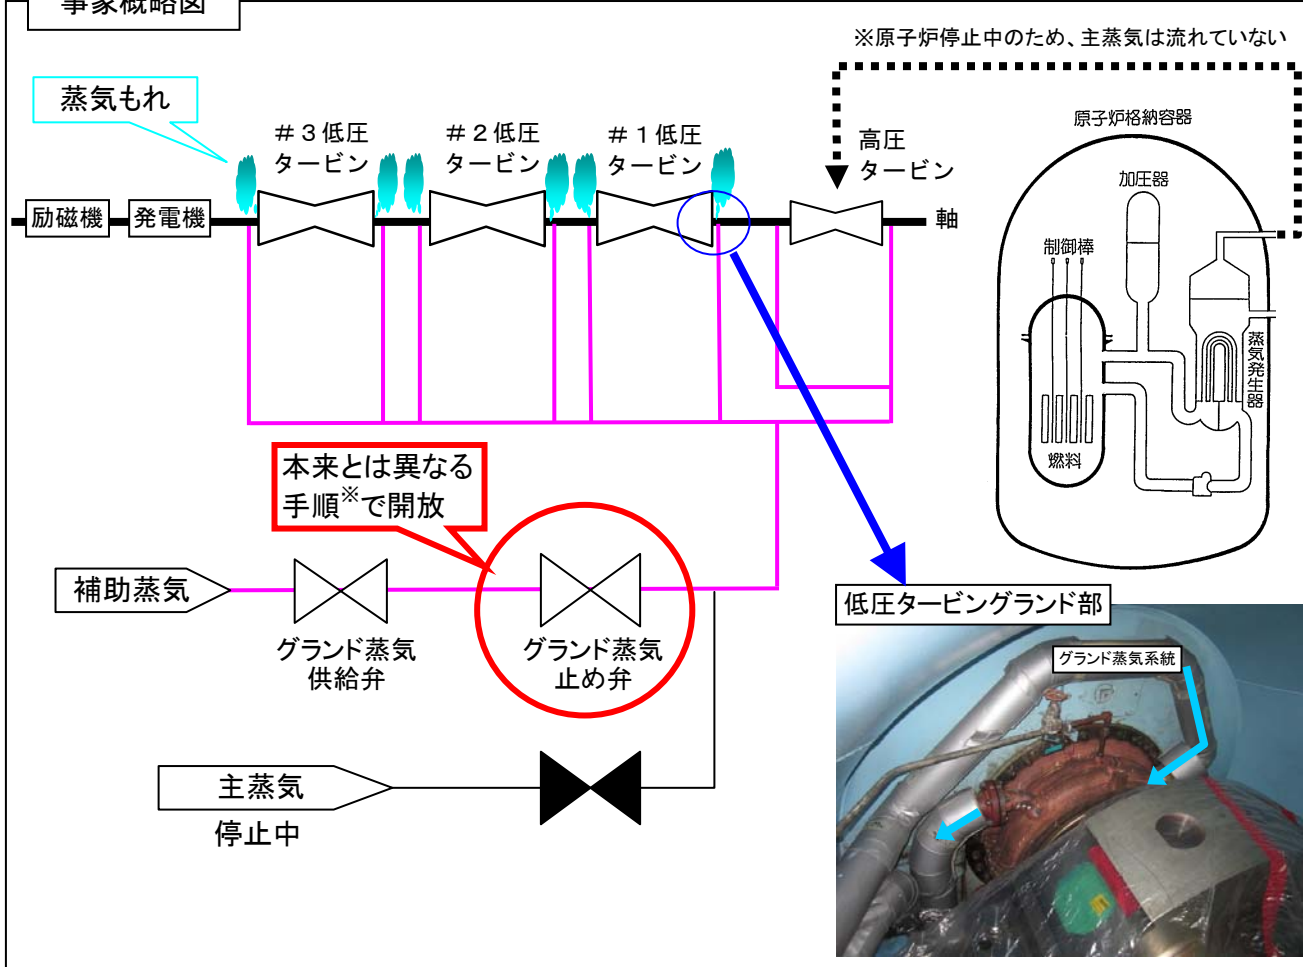 事象概略図
※原子炉停止中のため、主蒸気は流れていない
蒸気もれ
＃３低圧
タービン
＃２低圧
タービン
＃１低圧
タービン
高圧
タービン
励磁機
発電機
軸
原子炉格納容器
加圧器
制御棒
蒸気発生器
燃料
本来とは異なる
手順※で開放
補助蒸気
グランド蒸気
供給弁
グランド蒸気
止め弁
主蒸気
停止中
低圧タービングランド部
グランド蒸気系統